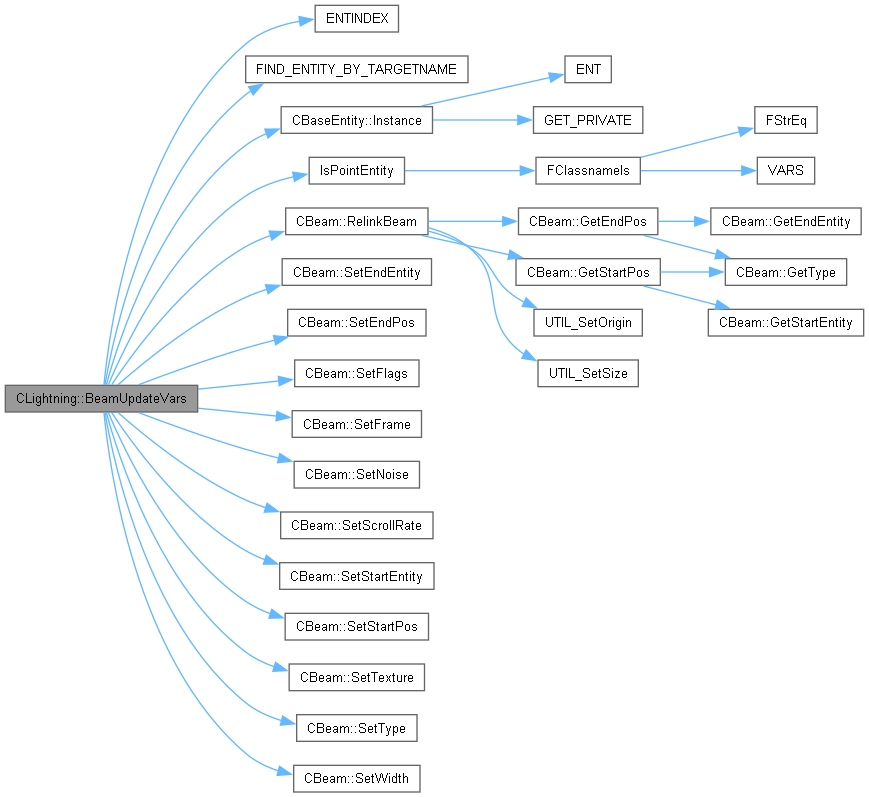 ENTINDEX
FIND_ENTITY_BY_TARGETNAME
ENT
CBaseEntity::Instance
GET_PRIVATE
FStrEq
IsPointEntity
FClassnameIs
VARS
CBeam::RelinkBeam
CBeam::GetEndPos
CBeam::GetEndEntity
CBeam::SetEndEntity
CBeam::GetStartPos
CBeam::GetType
CBeam::SetEndPos
UTIL_SetOrigin
CBeam::GetStartEntity
CBeam::SetFlags
UTIL_SetSize
CLightning::BeamUpdateVars
CBeam::SetFrame
CBeam::SetNoise
CBeam::SetScrollRate
CBeam::SetStartEntity
CBeam::SetStartPos
CBeam::SetTexture
CBeam::SetType
CBeam::SetWidth